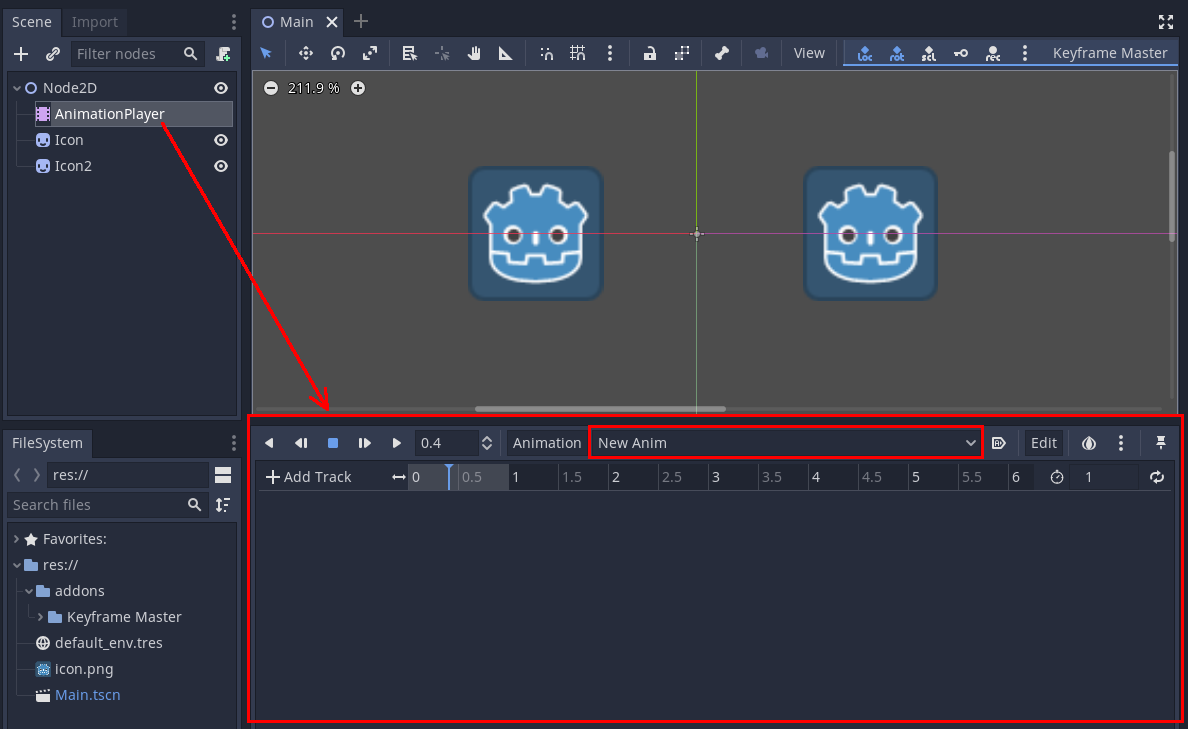 Scene Import
Filter nodes
Node2D
AnimationPlayer
Icon
Icon2
FileSystem
res://
Search files
Favorites:
res://
addons
Keyframe Master
default_env.tres
icon.png
Main.tscn
Main
View loc rot scl rec Keyframe Master
211.9 %
0.4 Animation New Anim Edit
Add Track 0 0.5 1 1.5 2 2.5 3 3.5 4 4.5 5 5.5 6 1